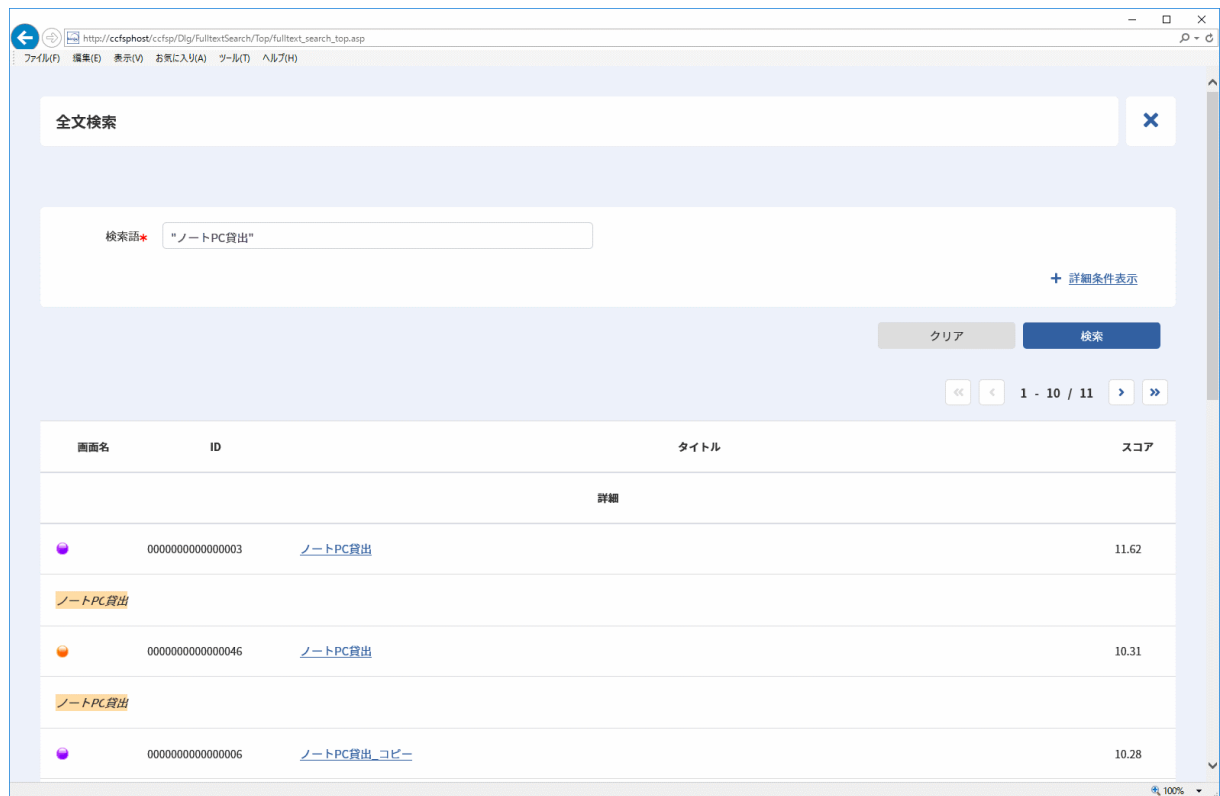 http://ccfsphost/ccfsp/Dlg/FulltextSearch/Top/fulltext_search_top.asp
ファイル(F) 編集(E) 表示(V) お気に入り(A) ツール(T) ヘルプ(H)
全文検索
検索語* "ノートPC貸出"
+ 詳細条件表示
クリア 検索
« ‹ 1 - 10 / 11 › »
画面名 ID タイトル スコア
詳細
0000000000000003 ノートPC貸出 11.62
ノートPC貸出
0000000000000046 ノートPC貸出 10.31
ノートPC貸出
0000000000000006 ノートPC貸出_コピー 10.28
100%